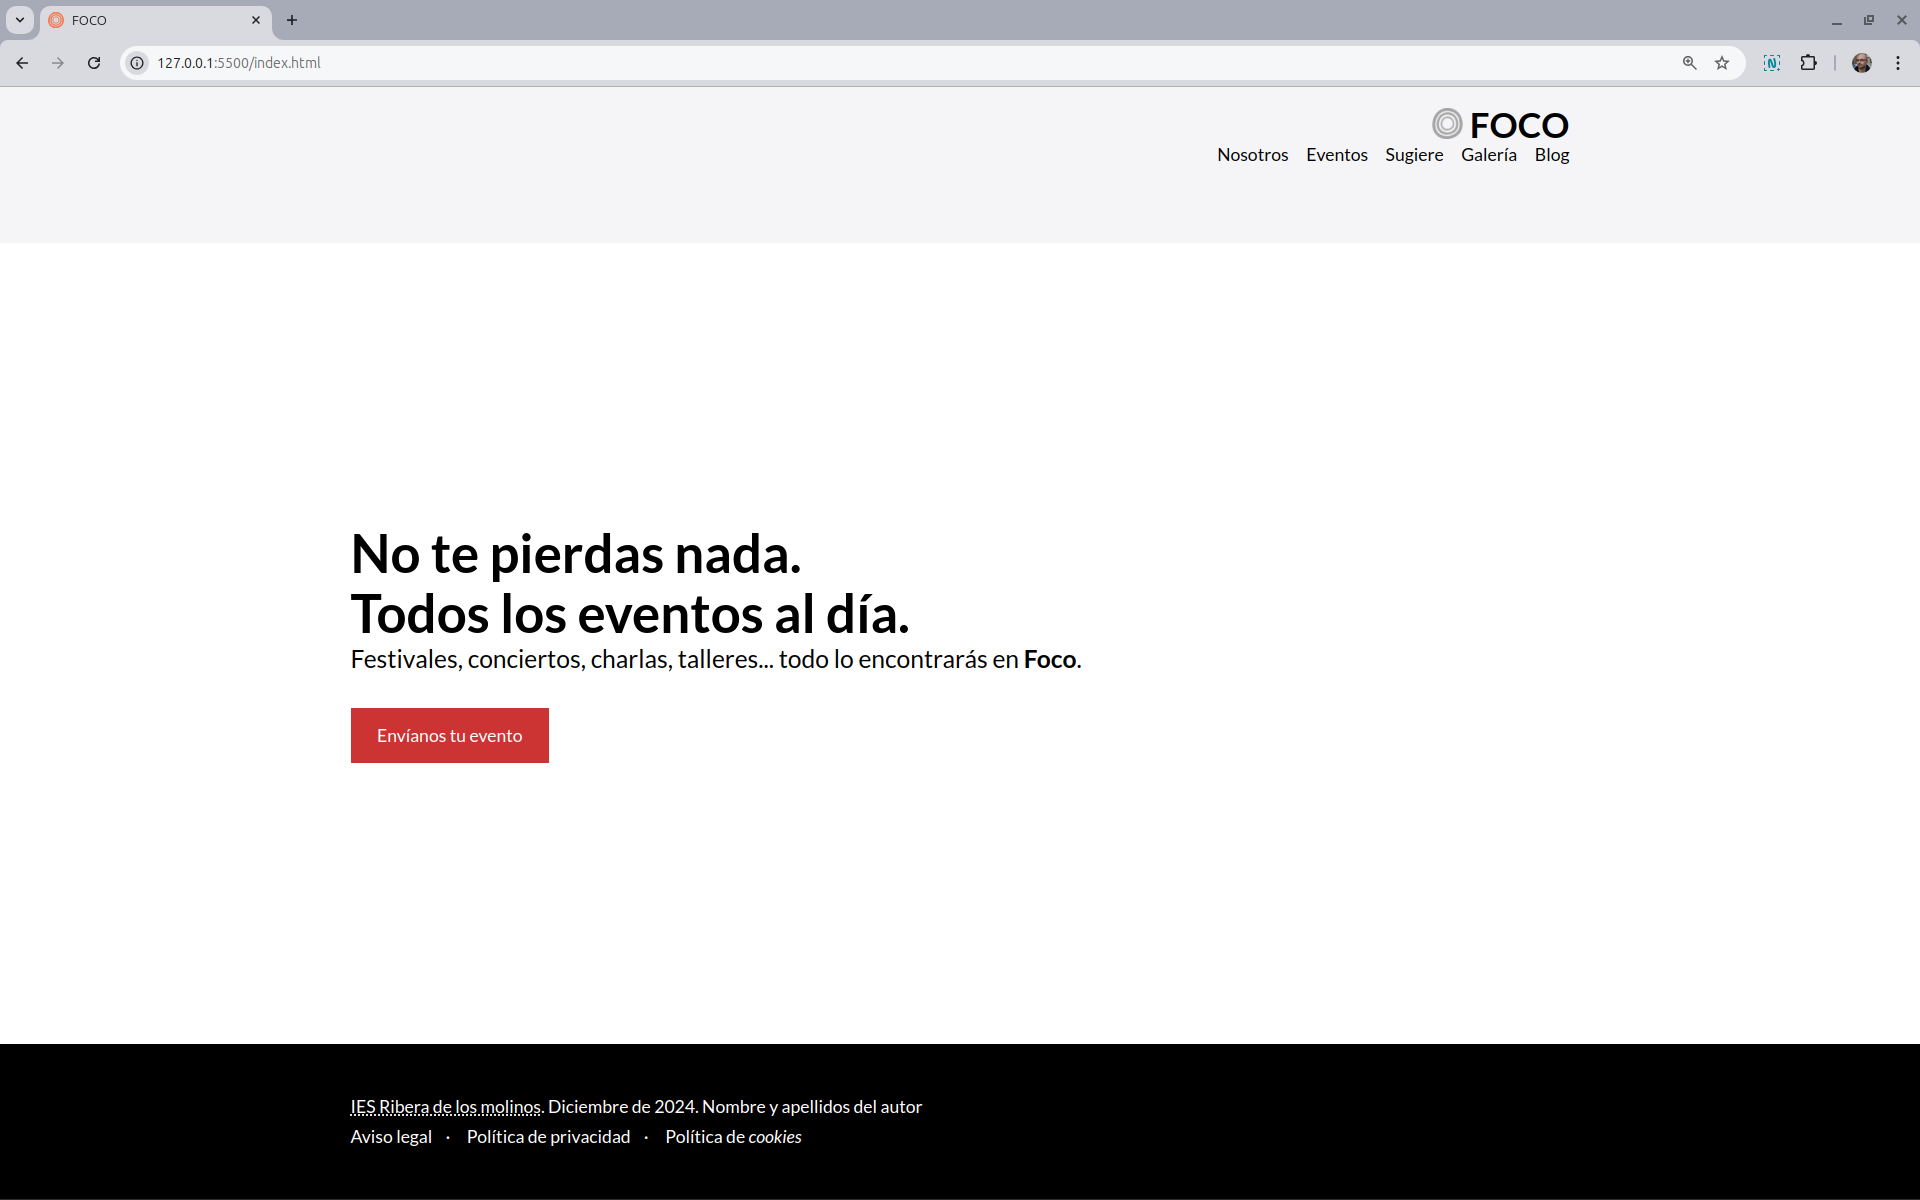 FOCO
127.0.0.1:5500/index.html
N
FOCO
Nosotros Eventos Sugiere Galería Blog
No te pierdas nada.
Todos los eventos al día.
Festivales, conciertos, charlas, talleres... todo lo encontrarás en Foco.
Envíanos tu evento
IES Ribera de los molinos. Diciembre de 2024. Nombre y apellidos del autor
Aviso legal · Política de privacidad · Política de cookies